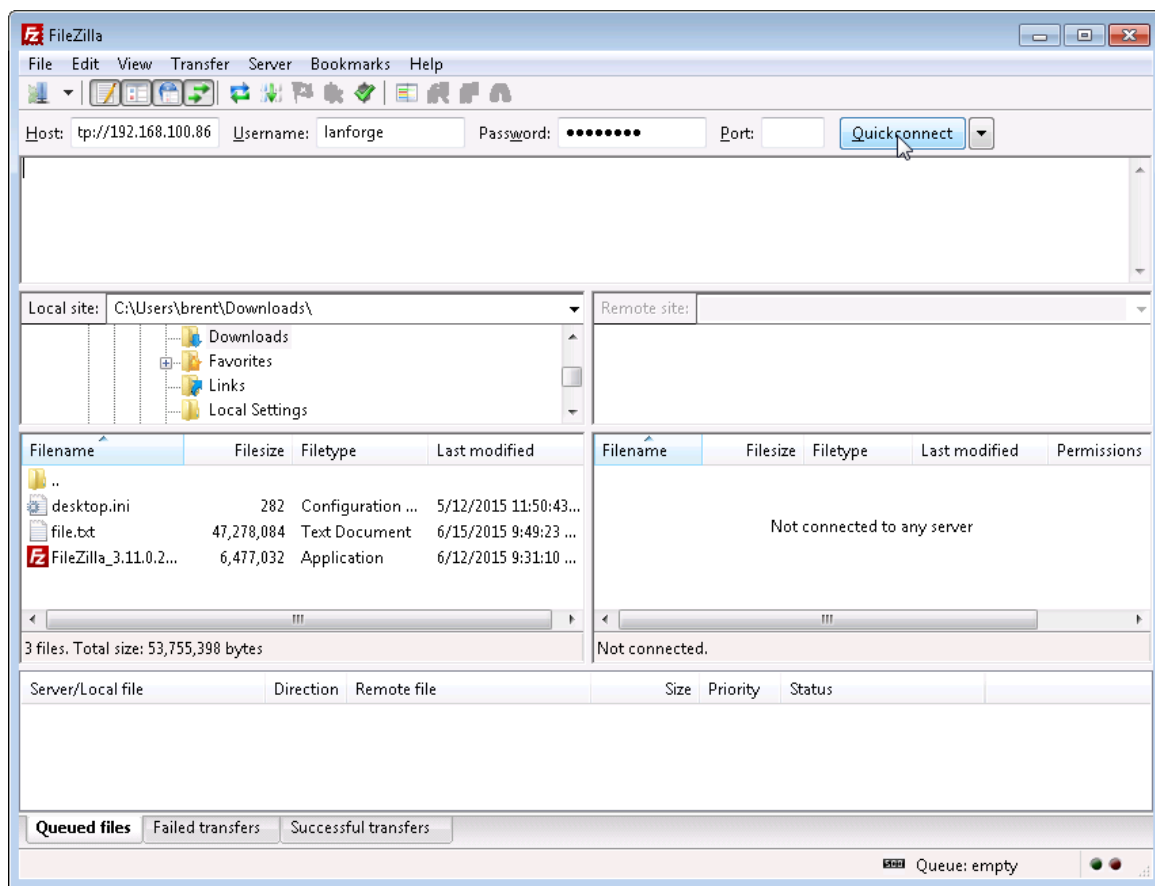 FileZilla
File Edit View Transfer Server Bookmarks Help
Host: tp://192.168.100.86 Username: lanforge Password: ●●●●●●●● Port: Quickconnect
Local site: C:\Users\brent\Downloads\
Downloads
Favorites
Links
Local Settings
Remote site:
Filename Filesize Filetype Last modified
..
desktop.ini 282 Configuration ... 5/12/2015 11:50:43...
file.txt 47,278,084 Text Document 6/15/2015 9:49:23 ...
FileZilla_3.11.0.2... 6,477,032 Application 6/12/2015 9:31:10 ...
3 files. Total size: 53,755,398 bytes
Filename Filesize Filetype Last modified Permissions
Not connected to any server
Not connected.
Server/Local file Direction Remote file Size Priority Status
Queued files Failed transfers Successful transfers
Queue: empty